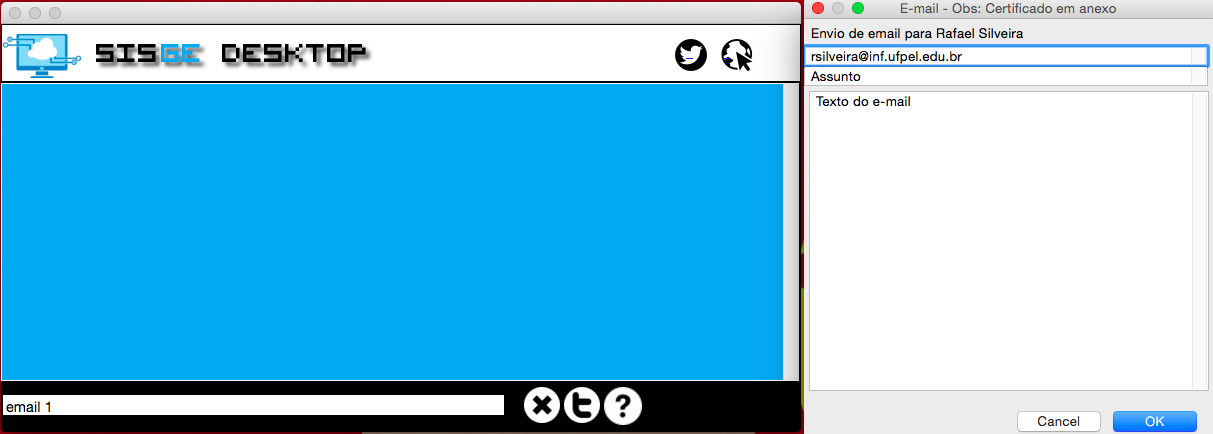 SISGE DESKTOP
email 1
E-mail - Obs: Certificado em anexo
Envio de email para Rafael Silveira
rsilveira@inf.ufpel.edu.br
Assunto
Texto do e-mail
Cancel
OK